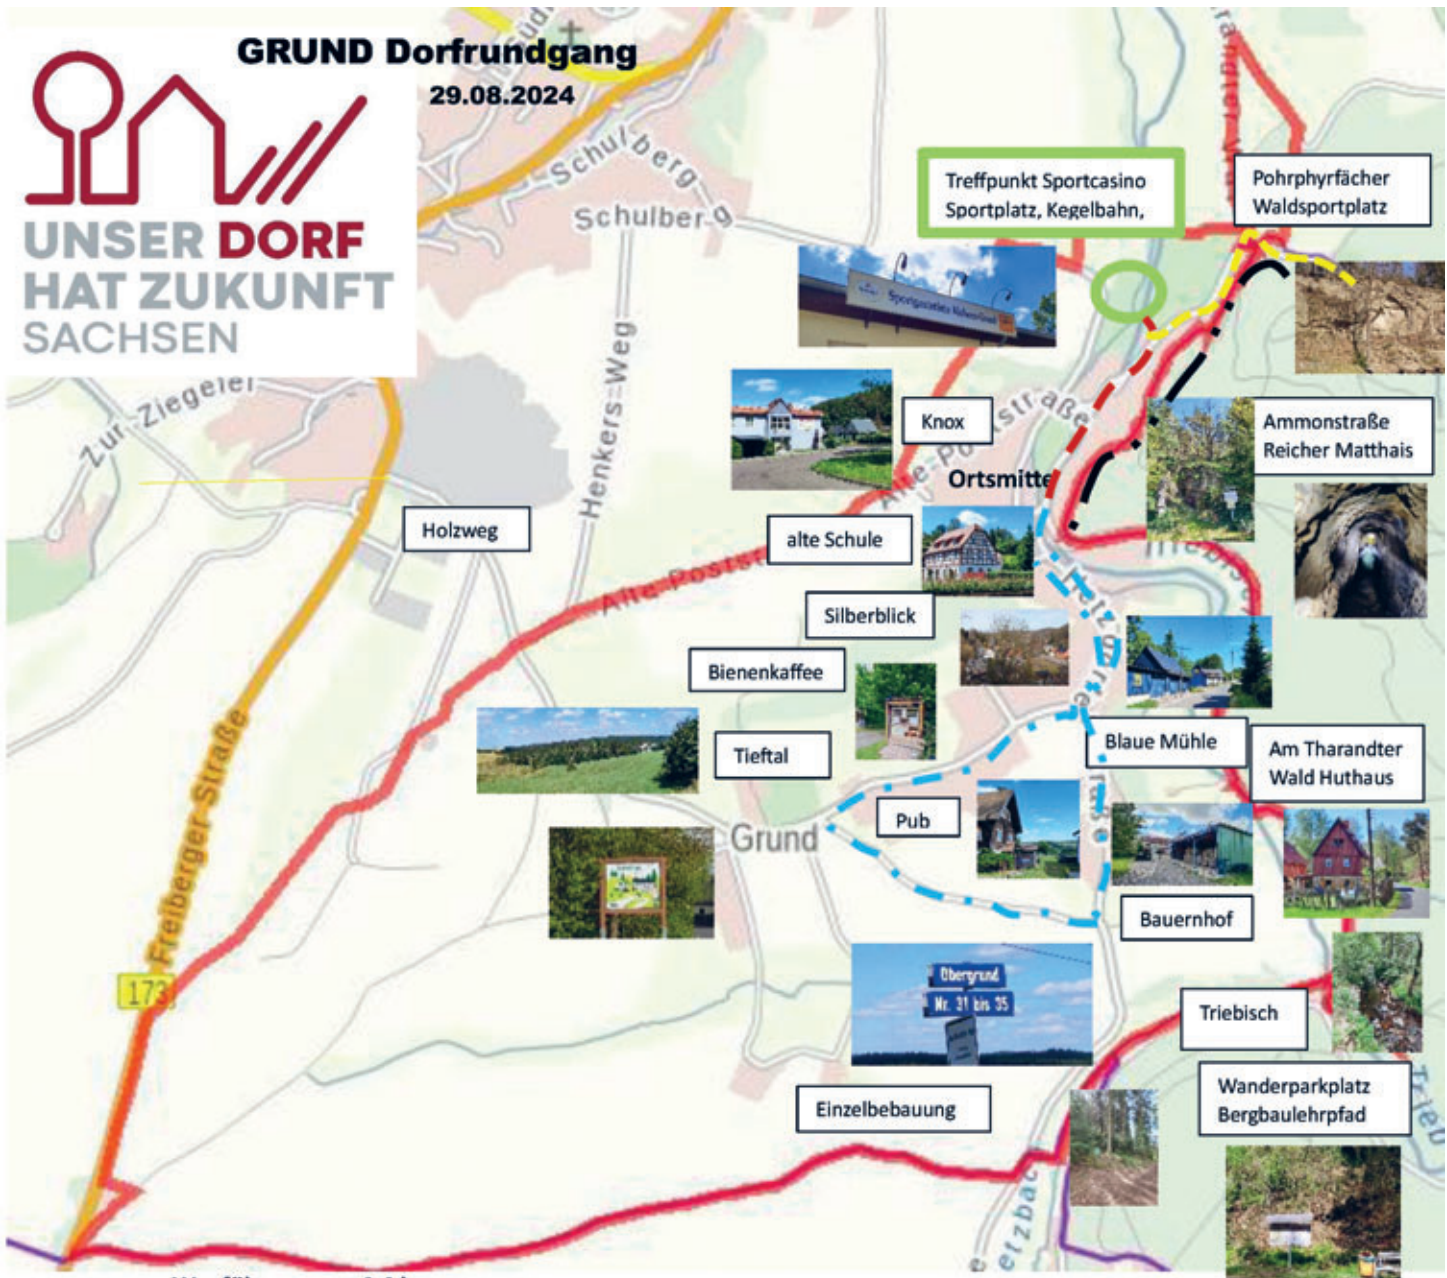 GRUND Dorfrundgang
29.08.2024
UNSER DORF
HAT ZUKUNFT
SACHSEN
Schulberg
Schulberg
Treffpunkt Sportcasino
Sportplatz, Kegelbahn,
Pohrphyrfächer
Waldsportplatz
Zur Ziegelei
Henkers-Weg
Knox
Alte-Poststraße
Ortsmitte
Ammonstraße
Reicher Matthais
Holzweg
alte Schule
Silberblick
Bienenkaffee
Tieftal
Blaue Mühle
Am Tharandter
Wald Huthaus
Freiberger Straße
Pub
Grund
Bauernhof
Obergrund
Nr. 31 bis 35
173
Triebisch
Einzelbebauung
Wanderparkplatz
Bergbaulehrpfad